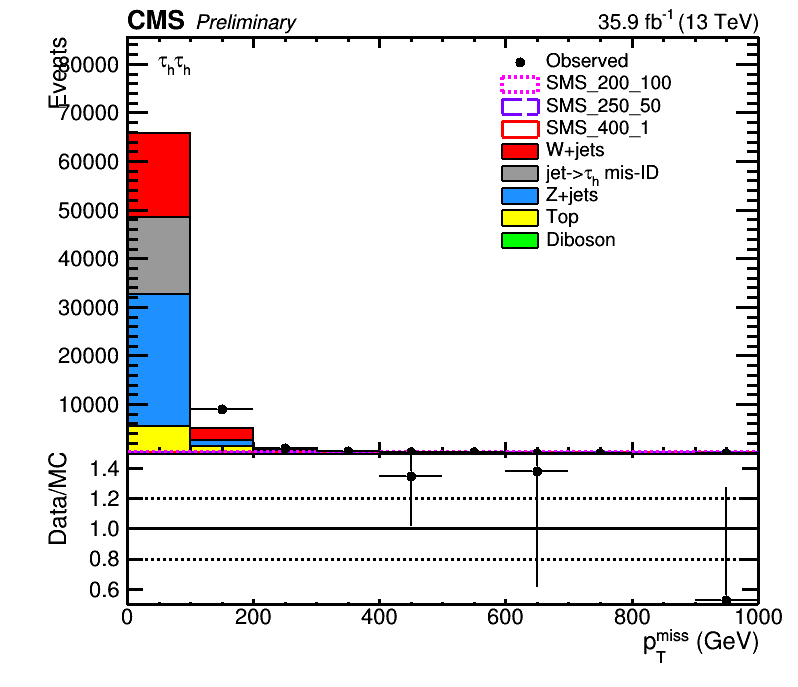 CMS Preliminary 35.9 fb⁻¹ (13 TeV)
Events
τhτh
80000
70000
60000
50000
40000
30000
20000
10000
Observed
SMS_200_100
SMS_250_50
SMS_400_1
W+jets
jet->τh mis-ID
Z+jets
Top
Diboson
Data/MC
1.4
1.2
1.0
0.8
0.6
0 200 400 600 800 1000
pTmiss (GeV)